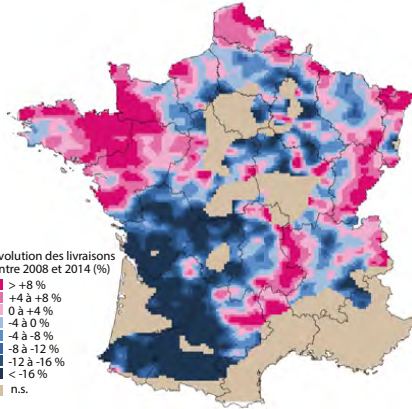 volution des livraisons
ntre 2008 et 2014 (%)
> +8 %
+4 à +8 %
0 à +4 %
-4 à 0 %
-4 à -8 %
-8 à -12 %
-12 à -16 %
< -16 %
n.s.